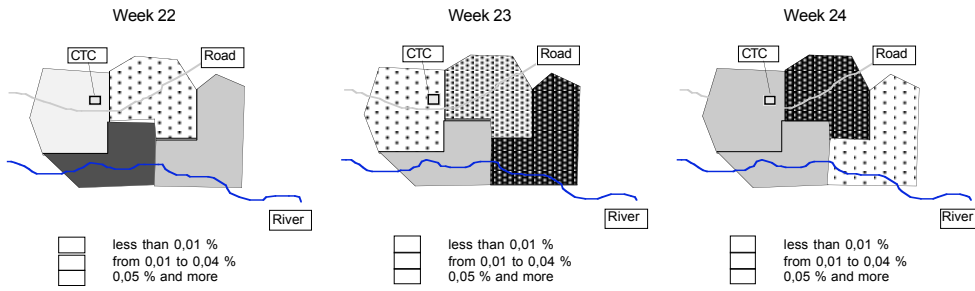 Week 22
CTC
Road
River
less than 0,01 %
from 0,01 to 0,04 %
0,05 % and more
Week 23
CTC
Road
River
less than 0,01 %
from 0,01 to 0,04 %
0,05 % and more
Week 24
CTC
Road
River
less than 0,01 %
from 0,01 to 0,04 %
0,05 % and more